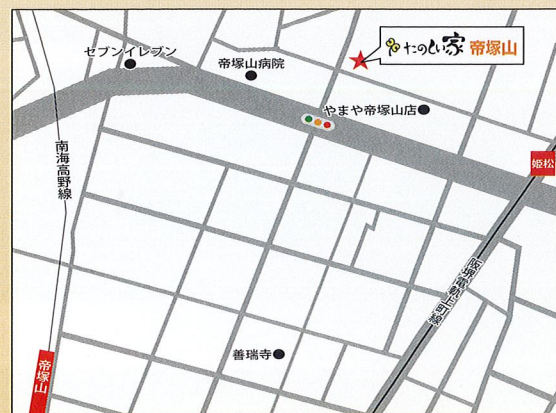 たのしい家 帝塚山
セブンイレブン
帝塚山病院
やまや帝塚山店
姫松
南海高野線
阪堺電軌上町線
善瑞寺
帝塚山